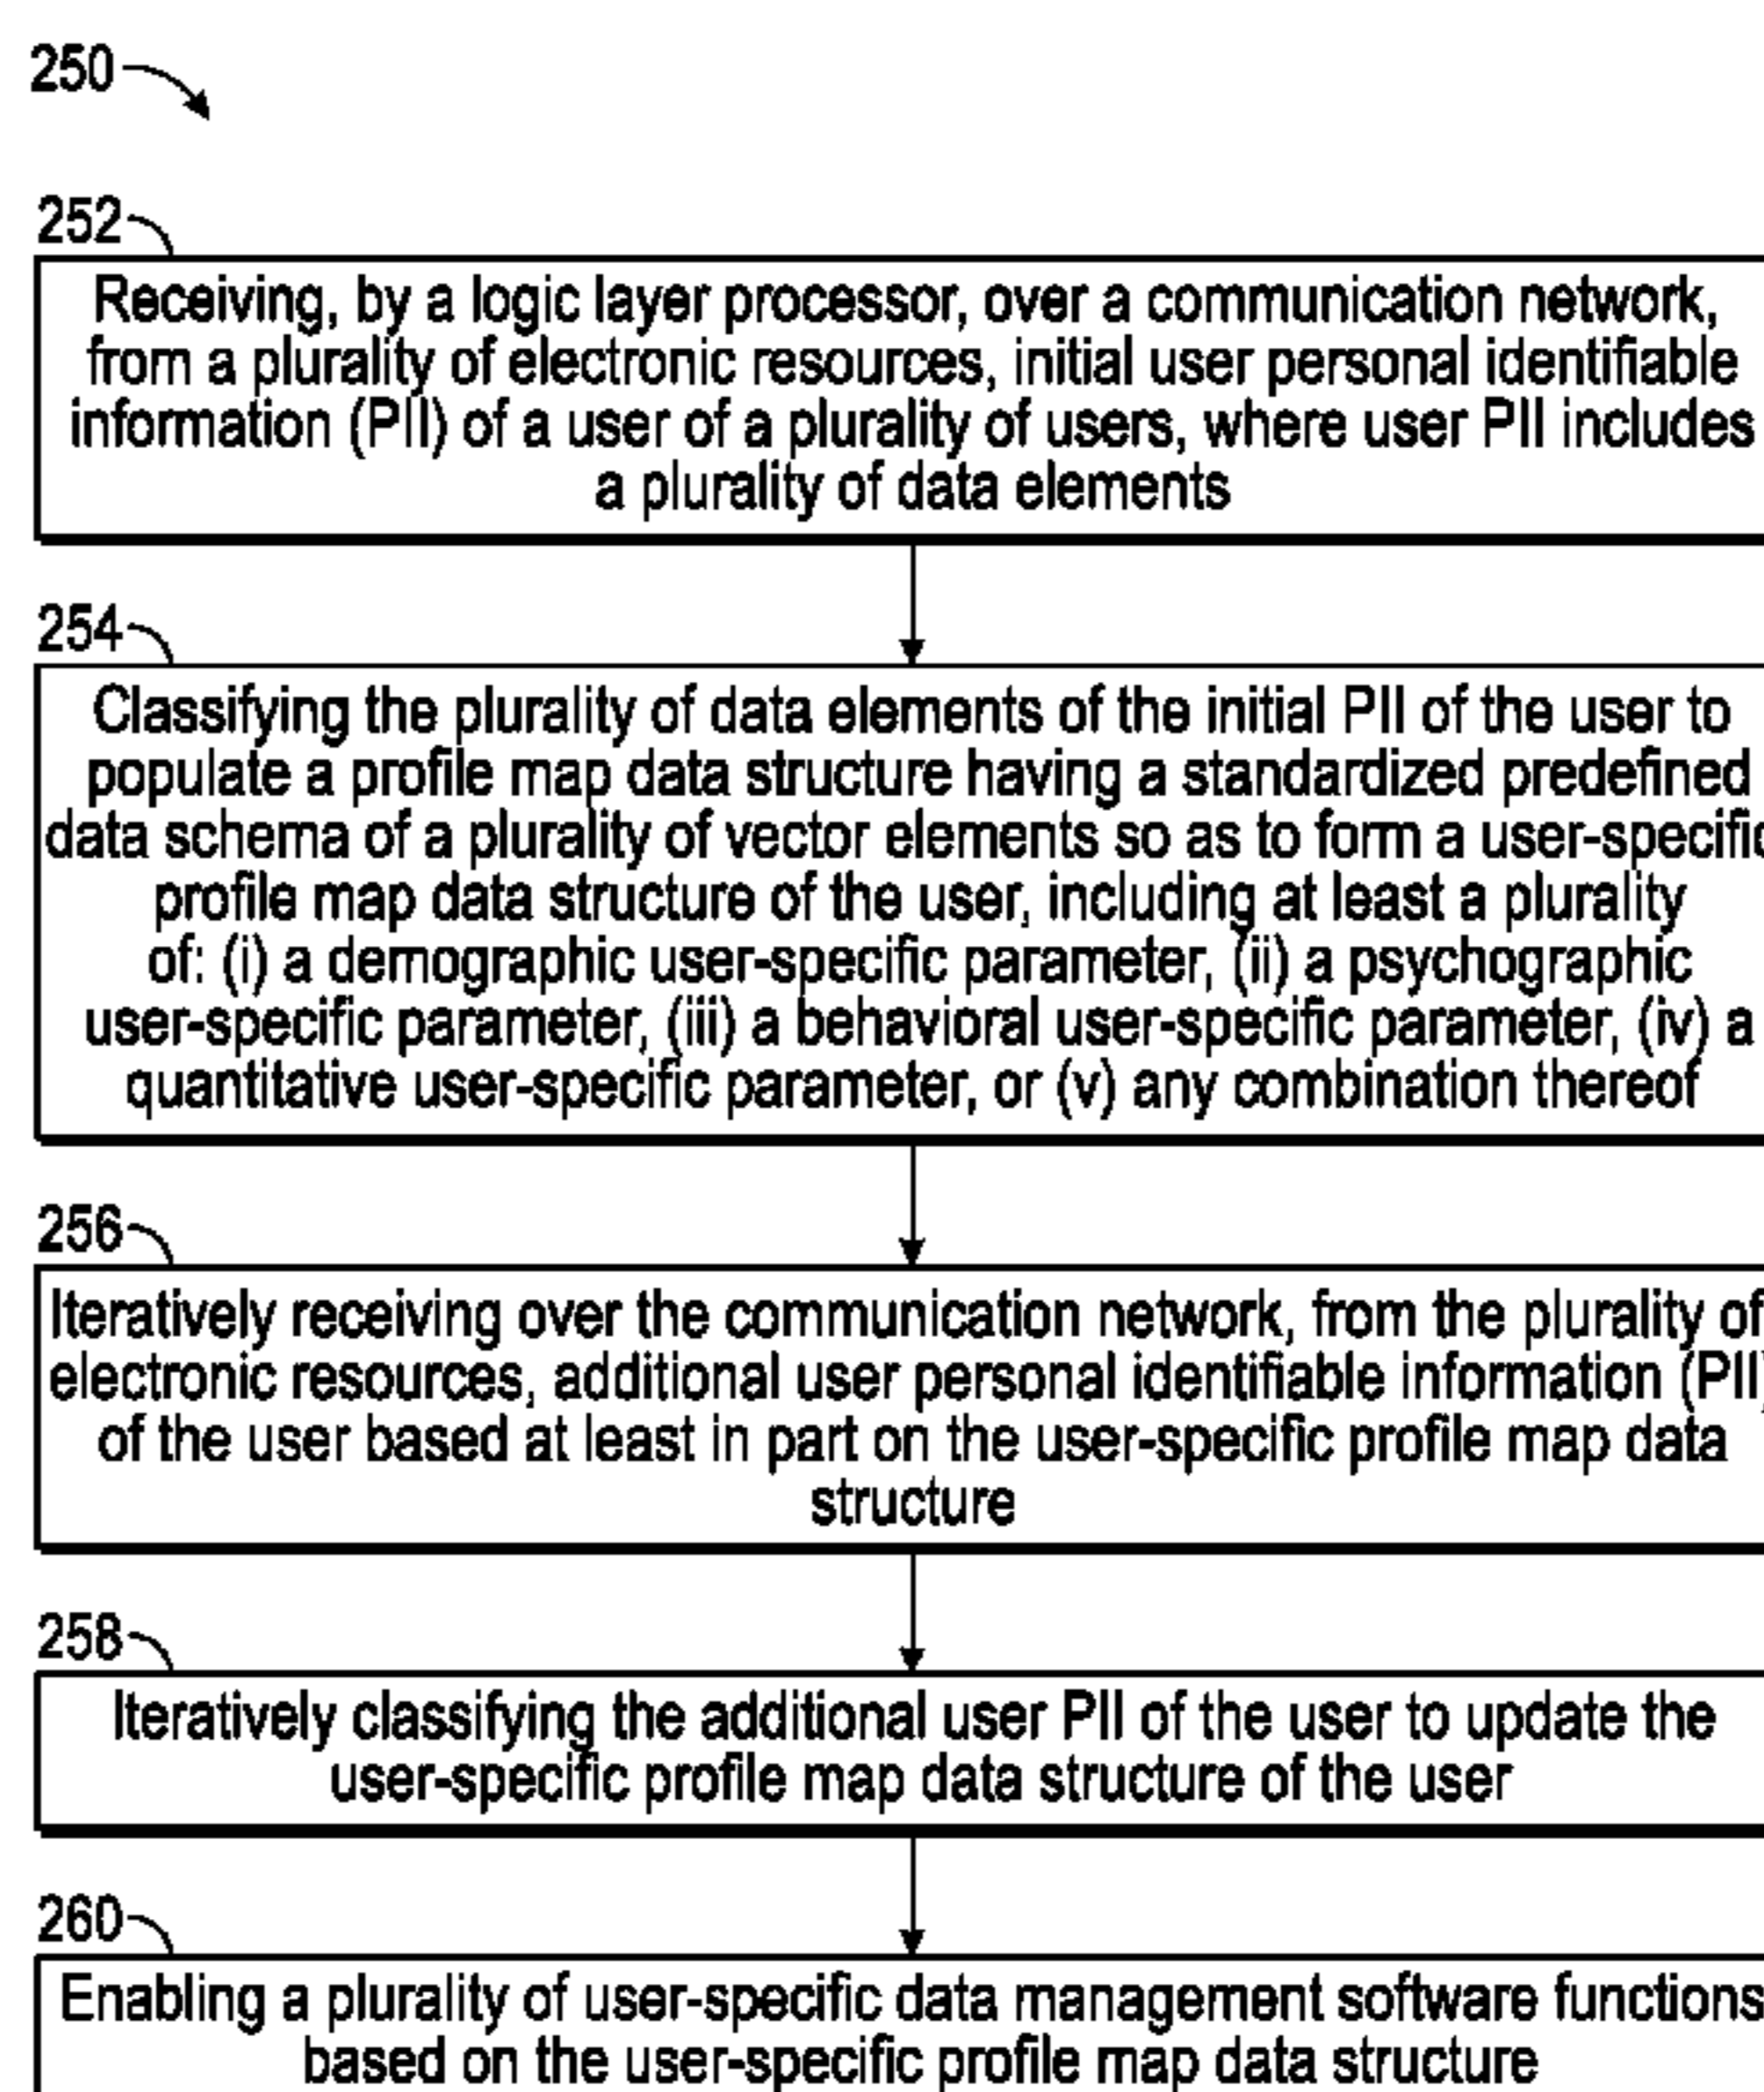 250
252
Receiving, by a logic layer processor, over a communication network,
from a plurality of electronic resources, initial user personal identifiable
information (PII) of a user of a plurality of users, where user PII includes
a plurality of data elements
254
Classifying the plurality of data elements of the initial PII of the user to
populate a profile map data structure having a standardized predefined
data schema of a plurality of vector elements so as to form a user-specific
profile map data structure of the user, including at least a plurality
of: (i) a demographic user-specific parameter, (ii) a psychographic
user-specific parameter, (iii) a behavioral user-specific parameter, (iv) a
quantitative user-specific parameter, or (v) any combination thereof
256
Iteratively receiving over the communication network, from the plurality of
electronic resources, additional user personal identifiable information (PII)
of the user based at least in part on the user-specific profile map data
structure
258
Iteratively classifying the additional user PII of the user to update the
user-specific profile map data structure of the user
260
Enabling a plurality of user-specific data management software functions
based on the user-specific profile map data structure